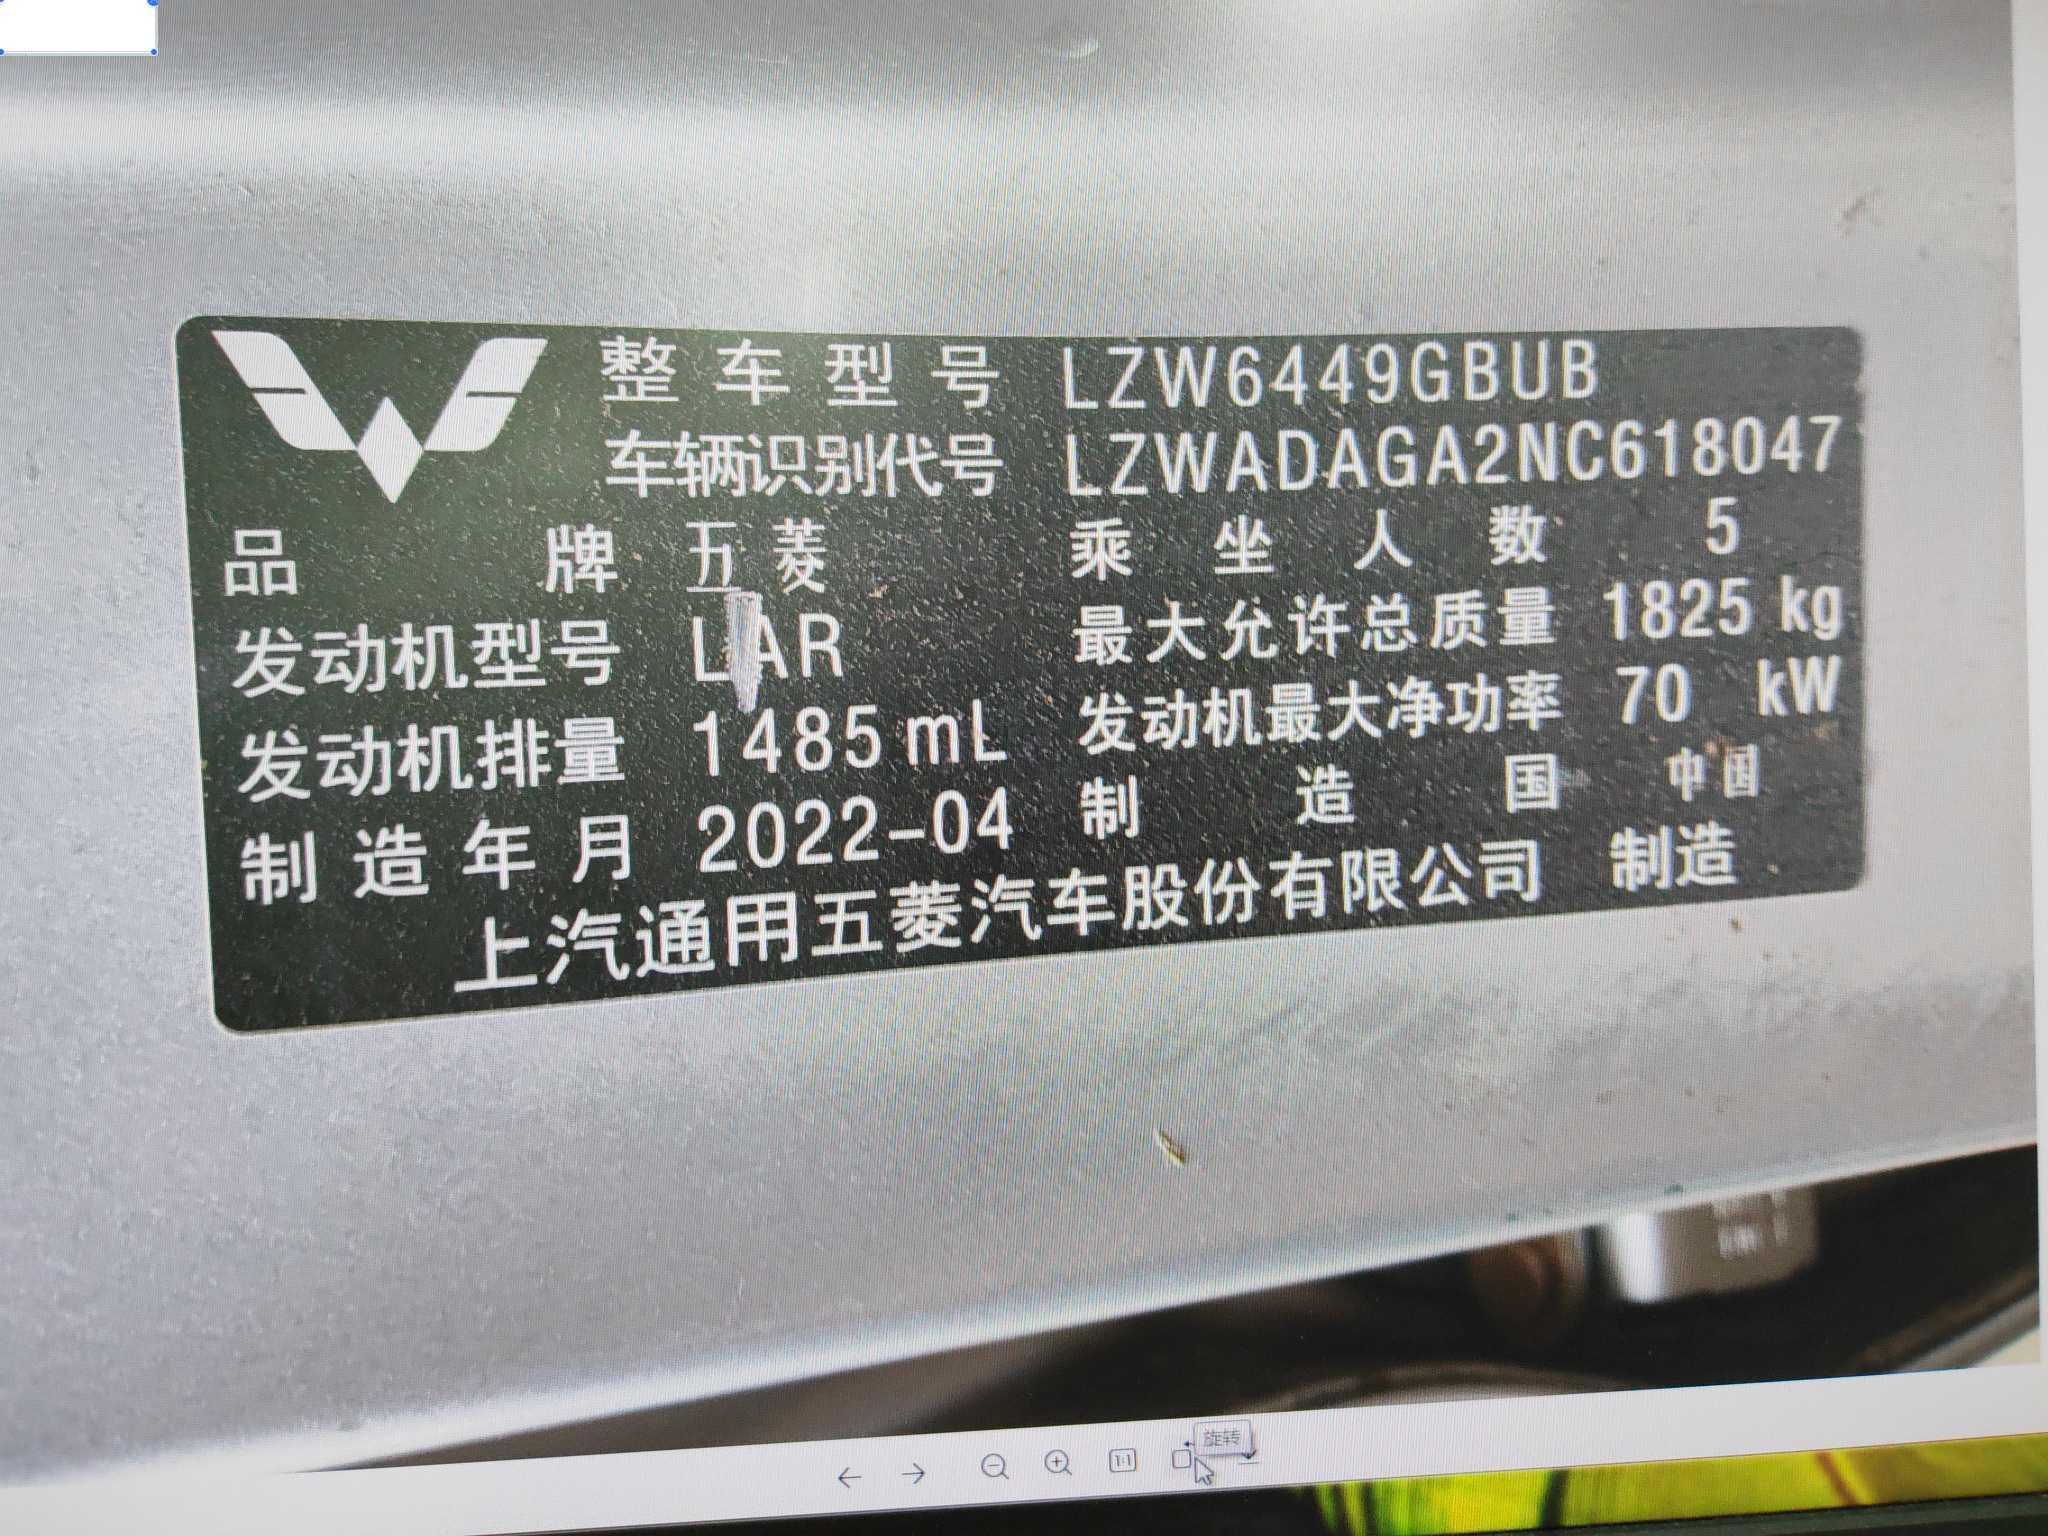 整车型号 LZW6449GBUB
车辆识别代号 LZWADAGA2NC618047
品牌 五菱 乘坐人数 5
发动机型号 LAR 最大允许总质量 1825 kg
发动机排量 1485 mL 发动机最大净功率 70 kW
制造年月 2022-04 制造国 中国
上汽通用五菱汽车股份有限公司 制造
1:1
旋转